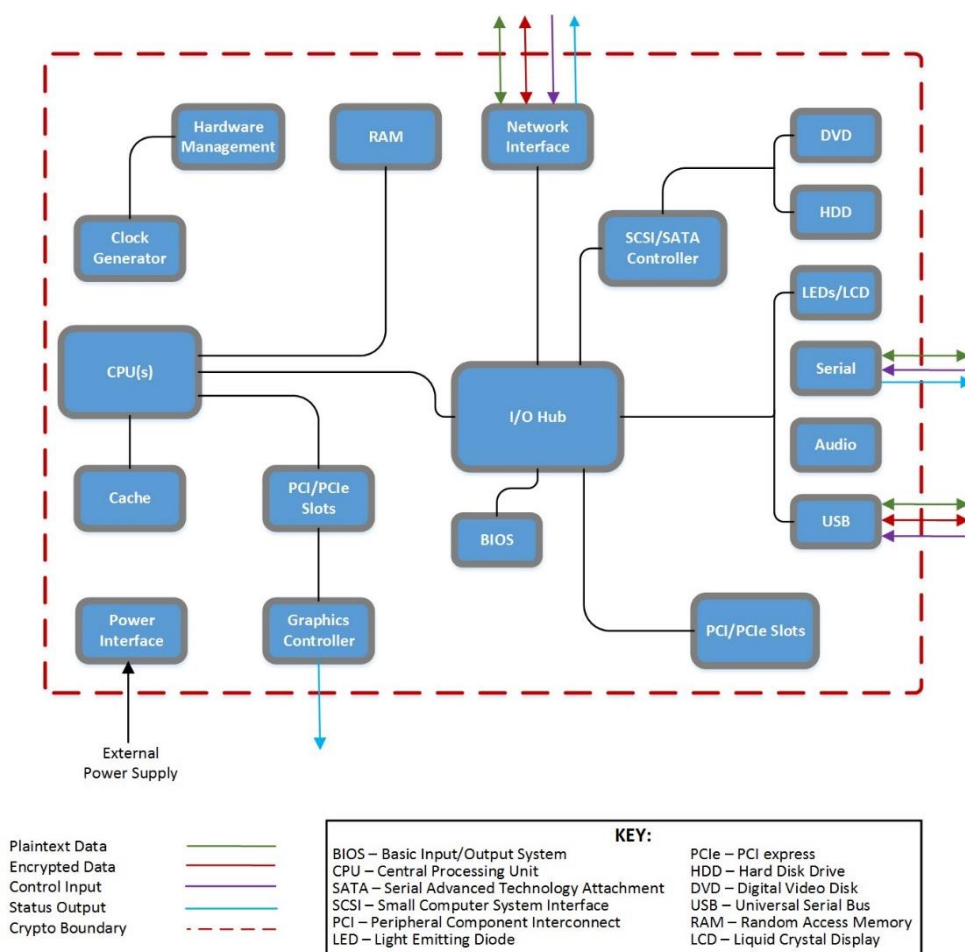 Hardware
Management
RAM
Network
Interface
DVD
HDD
Clock
Generator
SCSI/SATA
Controller
LEDs/LCD
CPU(s)
Serial
I/O Hub
Audio
Cache
PCI/PCIe
Slots
USB
BIOS
Power
Interface
Graphics
Controller
PCI/PCIe Slots
External
Power Supply
Plaintext Data
Encrypted Data
Control Input
Status Output
Crypto Boundary
KEY:
BIOS – Basic Input/Output System
CPU – Central Processing Unit
SATA – Serial Advanced Technology Attachment
SCSI – Small Computer System Interface
PCI – Peripheral Component Interconnect
LED – Light Emitting Diode
PCIe – PCI express
HDD – Hard Disk Drive
DVD – Digital Video Disk
USB – Universal Serial Bus
RAM – Random Access Memory
LCD – Liquid Crystal Display